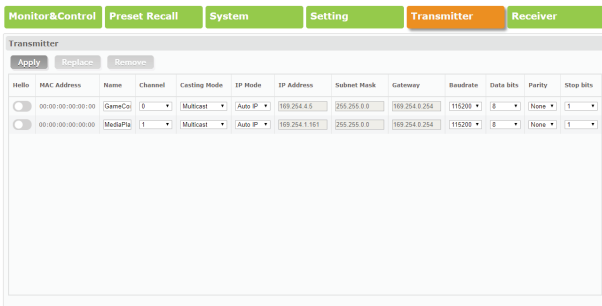 Monitor&Control Preset Recall System Setting Transmitter Receiver
Transmitter
Apply Replace Remove
Hello MAC Address Name Channel Casting Mode IP Mode IP Address Subnet Mask Gateway Baudrate Data bits Parity Stop bits
00:00:00:00:00:00 GameCo 0 Multicast Auto IP 169.254.4.5 255.255.0.0 169.254.0.254 115200 8 None 1
00:00:00:00:00:00 MediaPla 1 Multicast Auto IP 169.254.1.161 255.255.0.0 169.254.0.254 115200 8 None 1